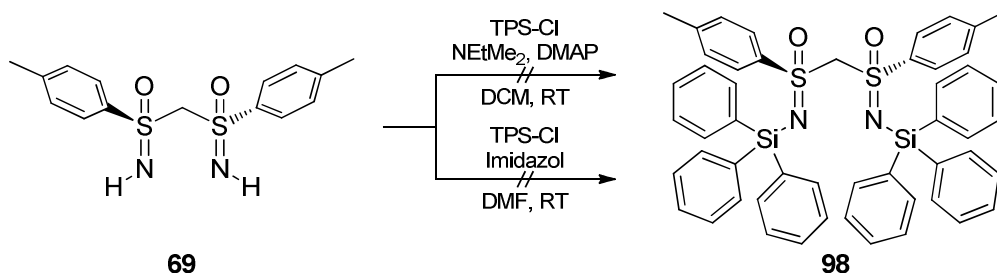 TPS-Cl
NEtMe₂, DMAP
DCM, RT
TPS-Cl
Imidazol
DMF, RT
O O
S S
N N
H H
O O
S S
N N
Si Si
69 98